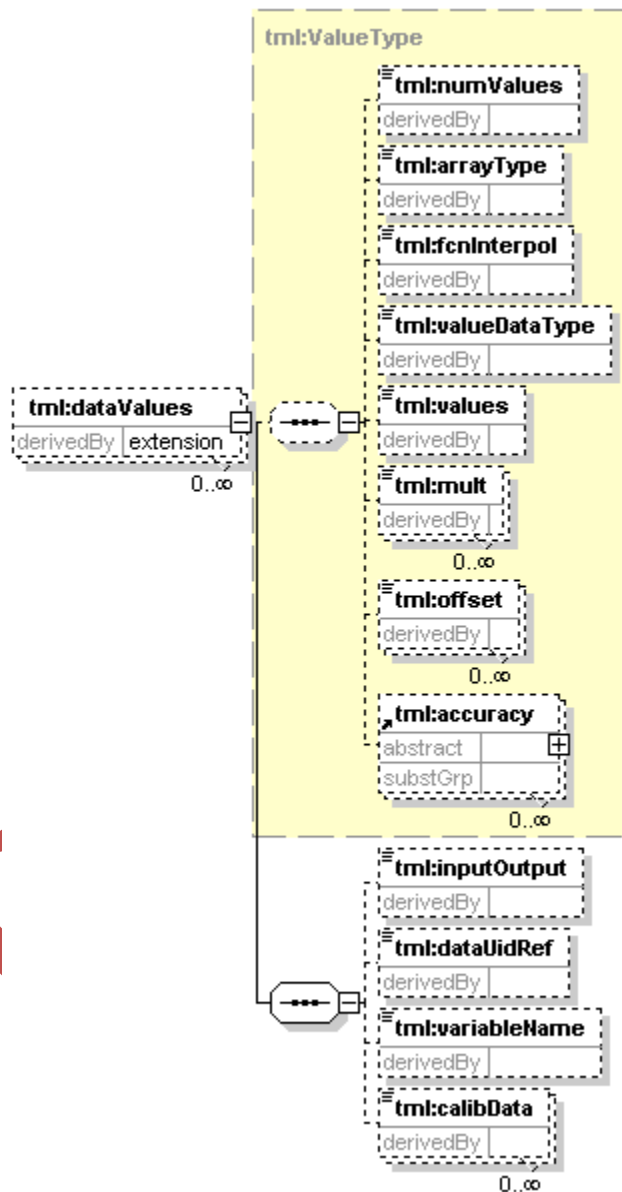 tml:ValueType
tml:numValues
derivedBy
tml:arrayType
derivedBy
tml:fcnInterpol
derivedBy
tml:valueDataType
derivedBy
tml:dataValues
derivedBy extension
0..∞
tml:values
derivedBy
tml:mult
derivedBy
0..∞
tml:offset
derivedBy
0..∞
tml:accuracy
abstract
substGrp
0..∞
tml:inputOutput
derivedBy
tml:dataUidRef
derivedBy
tml:variableName
derivedBy
tml:calibData
derivedBy
0..∞